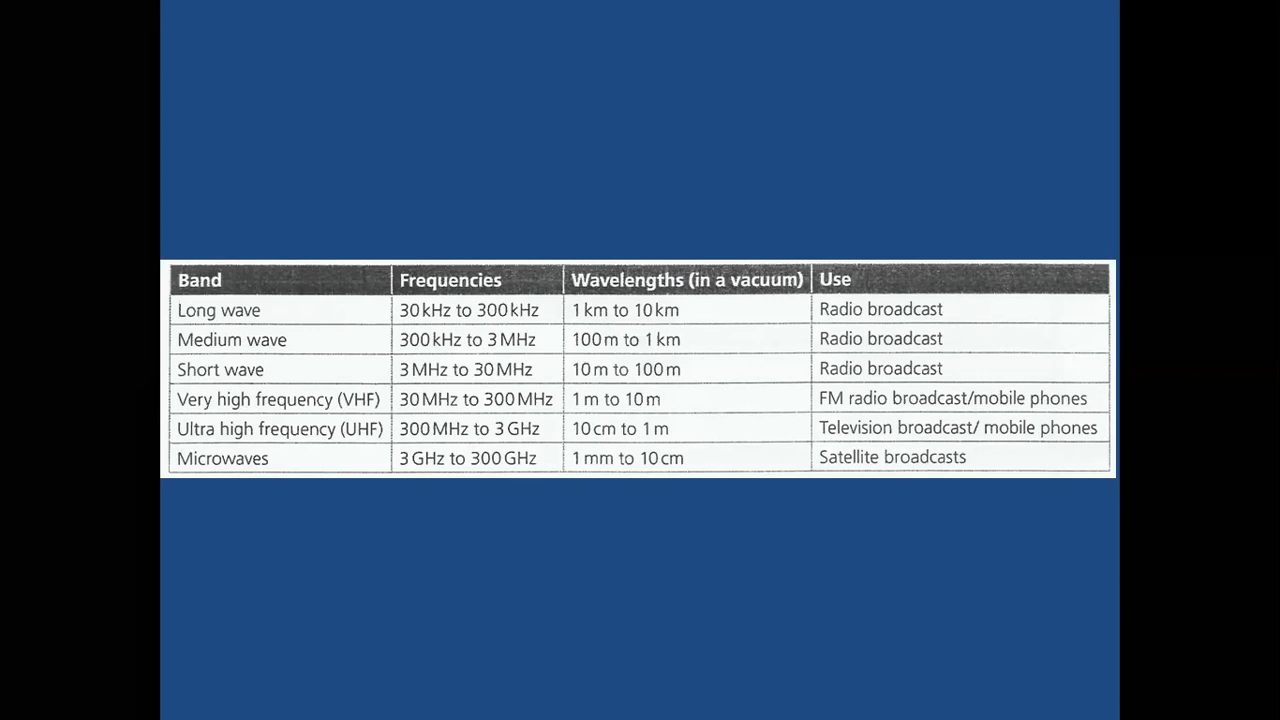 Band Frequencies Wavelengths (in a vacuum) Use
Long wave 30 kHz to 300 kHz 1 km to 10 km Radio broadcast
Medium wave 300 kHz to 3 MHz 100 m to 1 km Radio broadcast
Short wave 3 MHz to 30 MHz 10 m to 100 m Radio broadcast
Very high frequency (VHF) 30 MHz to 300 MHz 1 m to 10 m FM radio broadcast/mobile phones
Ultra high frequency (UHF) 300 MHz to 3 GHz 10 cm to 1 m Television broadcast/ mobile phones
Microwaves 3 GHz to 300 GHz 1 mm to 10 cm Satellite broadcasts